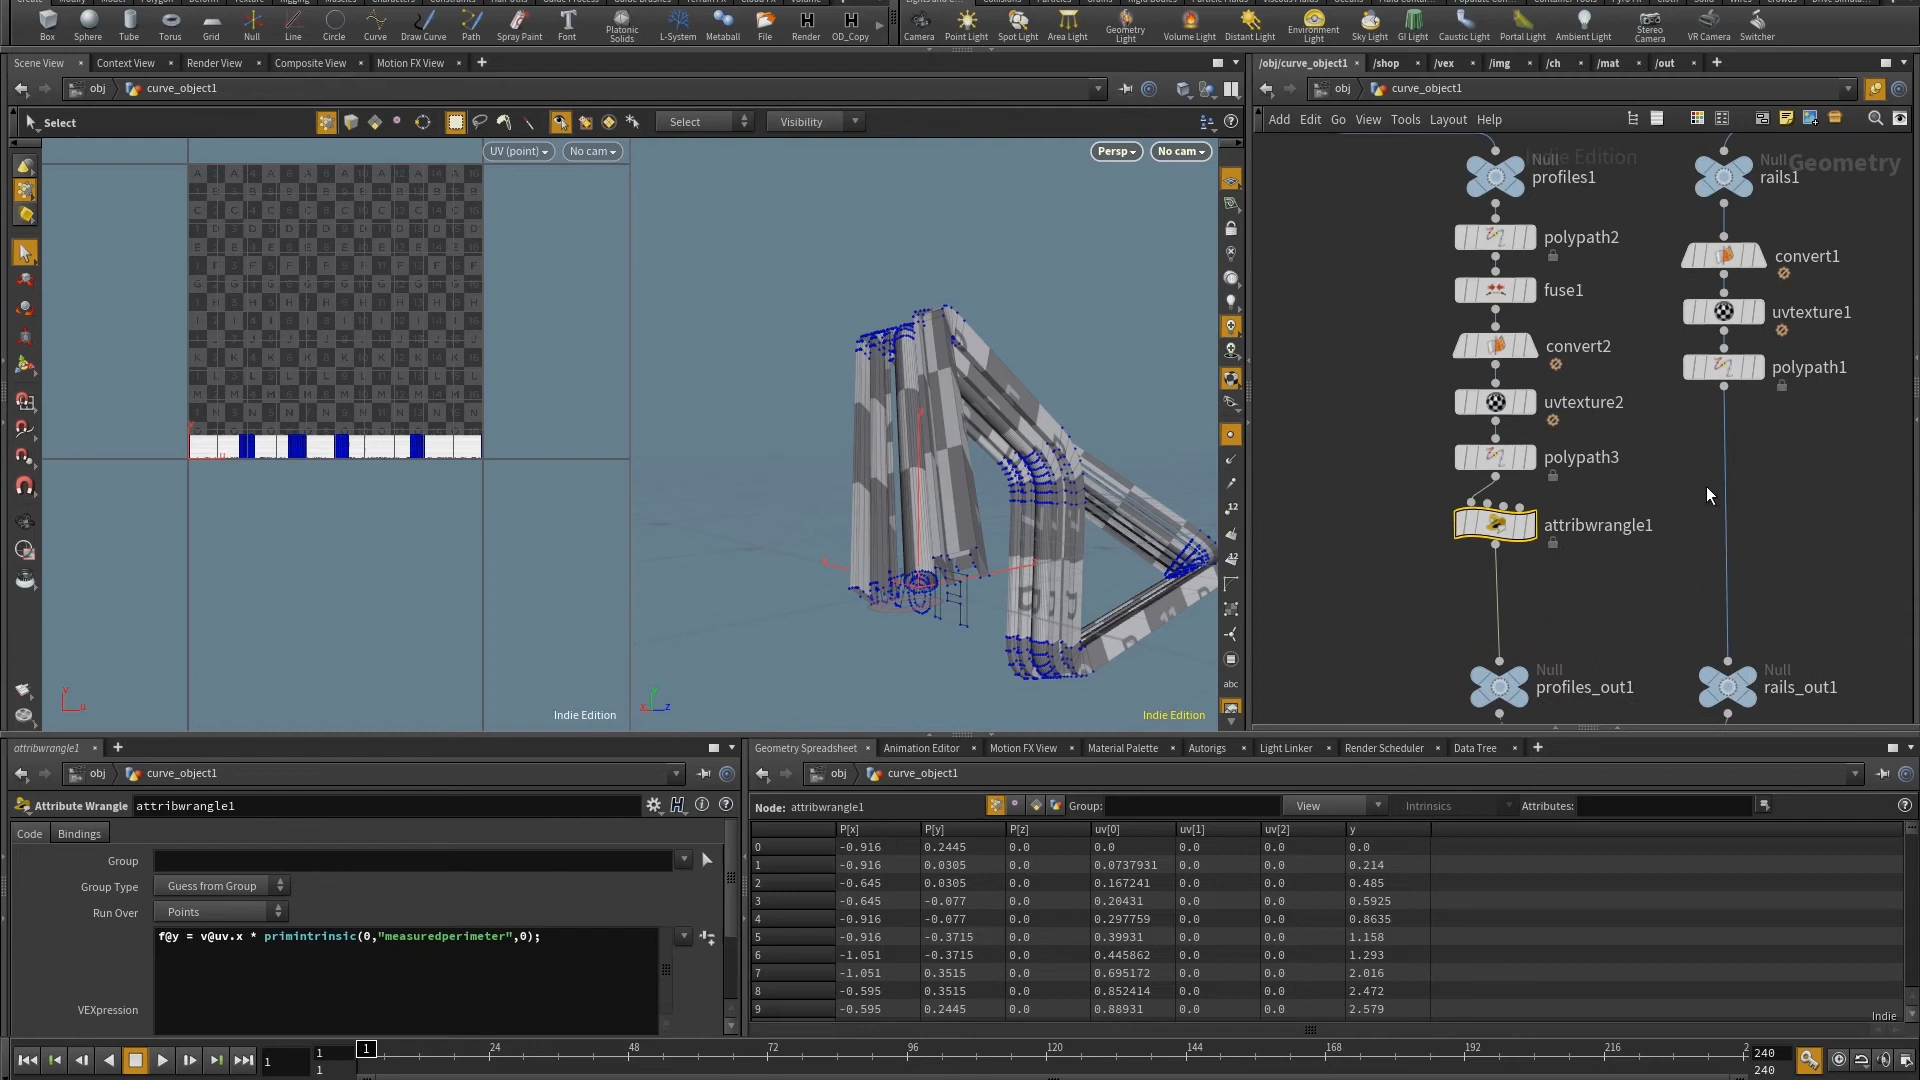 Box Sphere Tube Torus Grid Null Line Circle Curve Draw Curve Path Spray Paint Font Platonic Solids L-System Metaball File Render OD_Copy
Camera Point Light Spot Light Area Light Geometry Light Volume Light Distant Light Environment Light Sky Light GI Light Caustic Light Portal Light Ambient Light Stereo Camera VR Camera Switcher
Scene View Context View Render View Composite View Motion FX View
/obj/curve_object1 /shop /vex /img /ch /mat /out
obj curve_object1
obj curve_object1
Select
Select
Visibility
Add Edit Go View Tools Layout Help
UV (point) No cam
Persp No cam
Indie Edition
Geometry
Null
profiles1
Null
rails1
polypath2
convert1
fuse1
uvtexture1
convert2
polypath1
uvtexture2
polypath3
attribwrangle1
Null
profiles_out1
Null
rails_out1
12
12
abc
Indie Edition
Indie Edition
attribwrangle1
obj curve_object1
Attribute Wrangle attribwrangle1
Code Bindings
Group
Group Type Guess from Group
Run Over Points
f@y = v@uv.x * primintrinsic(0,"measuredperimeter",0);
VEXpression
Geometry Spreadsheet Animation Editor Motion FX View Material Palette Autorigs Light Linker Render Scheduler Data Tree
obj curve_object1
Node: attribwrangle1 Group: View Intrinsics Attributes:
P[x] P[y] P[z] uv[0] uv[1] uv[2] y
0 -0.916 0.2445 0.0 0.0 0.0 0.0 0.0
1 -0.916 0.0305 0.0 0.0737931 0.0 0.0 0.214
2 -0.645 0.0305 0.0 0.167241 0.0 0.0 0.485
3 -0.645 -0.077 0.0 0.20431 0.0 0.0 0.5925
4 -0.916 -0.077 0.0 0.297759 0.0 0.0 0.8635
5 -0.916 -0.3715 0.0 0.39931 0.0 0.0 1.158
6 -1.051 -0.3715 0.0 0.445862 0.0 0.0 1.293
7 -1.051 0.3515 0.0 0.695172 0.0 0.0 2.016
8 -0.595 0.3515 0.0 0.852414 0.0 0.0 2.472
9 -0.595 0.2445 0.0 0.88931 0.0 0.0 2.579
Indie
1 1 1 1 24 48 72 96 120 144 168 192 216 2 240 240